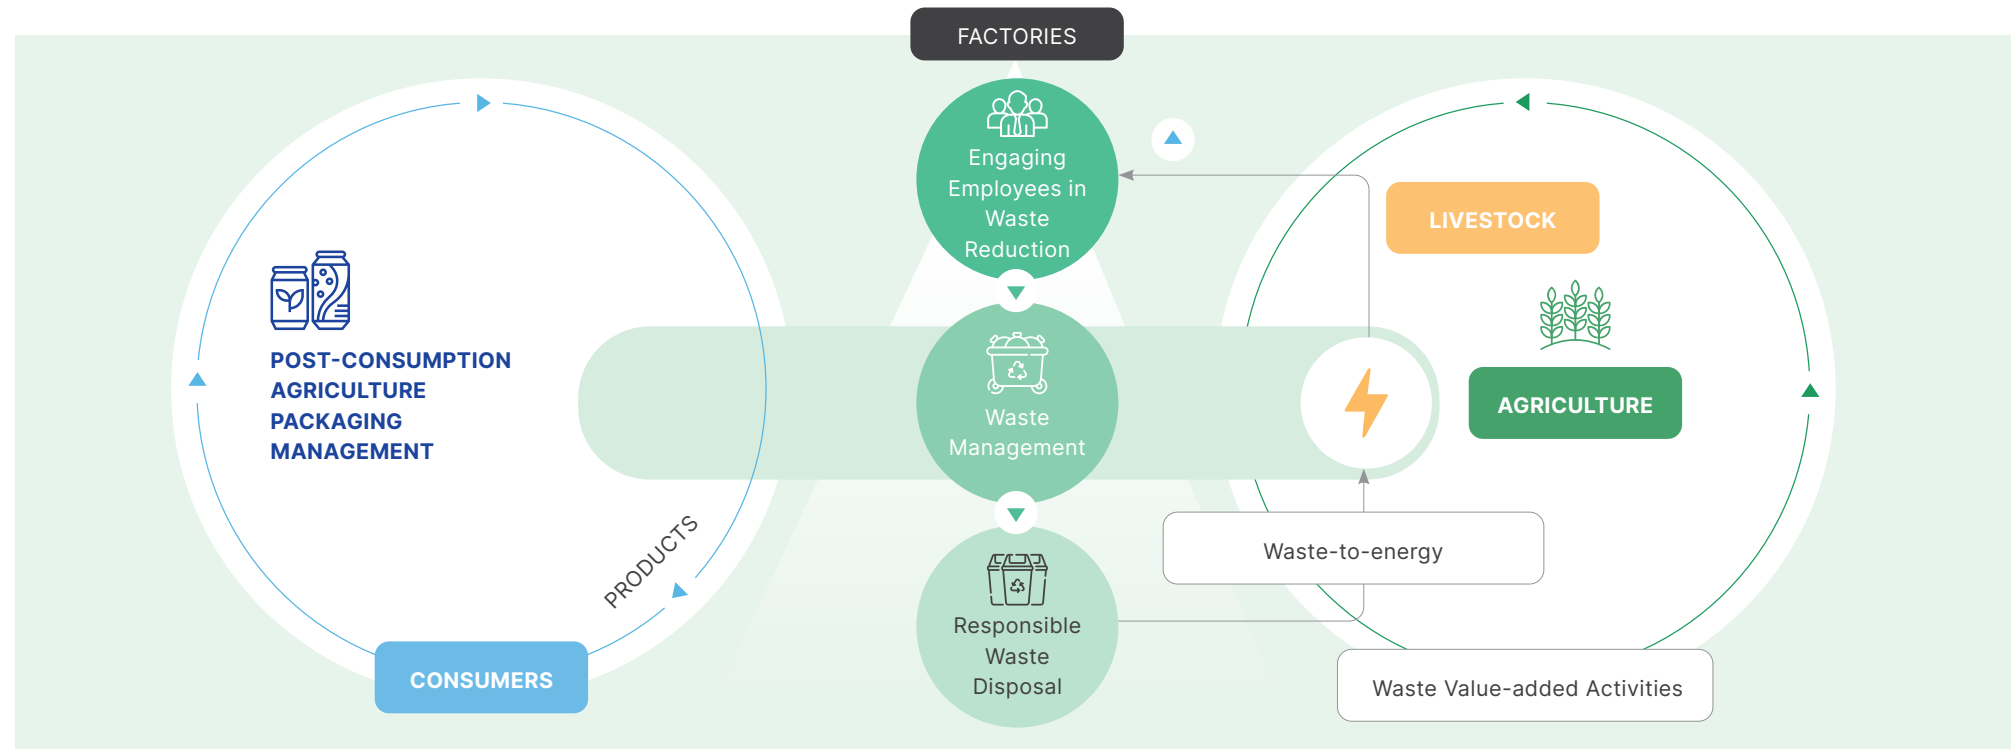 FACTORIES
Engaging
Employees in
Waste
Reduction
LIVESTOCK
POST-CONSUMPTION
AGRICULTURE
PACKAGING
MANAGEMENT
Waste
Management
AGRICULTURE
PRODUCTS
Waste-to-energy
Responsible
Waste
Disposal
CONSUMERS
Waste Value-added Activities